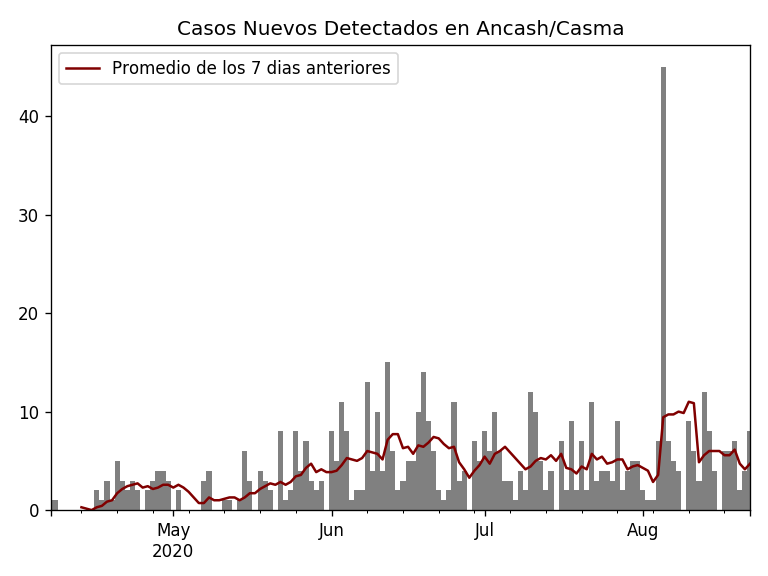 Casos Nuevos Detectados en Ancash/Casma
Promedio de los 7 dias anteriores
40
30
20
10
0
May
2020
Jun
Jul
Aug